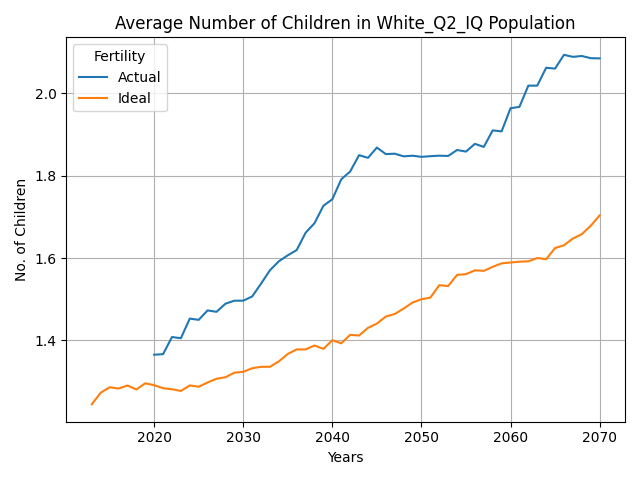 Average Number of Children in White_Q2_IQ Population
Fertility
Actual
Ideal
No. of Children
2.0
1.8
1.6
1.4
2020 2030 2040 2050 2060 2070
Years